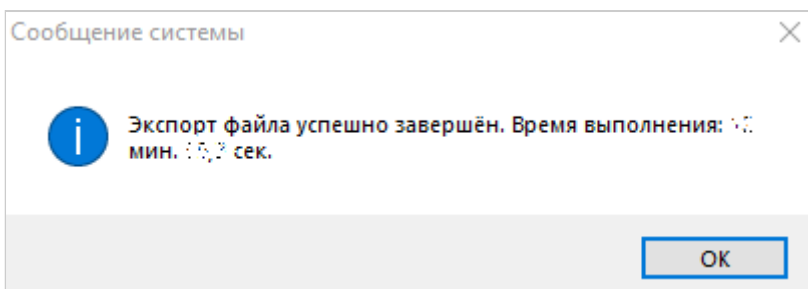 Сообщение системы
Экспорт файла успешно завершён. Время выполнения:
мин. сек.
OK